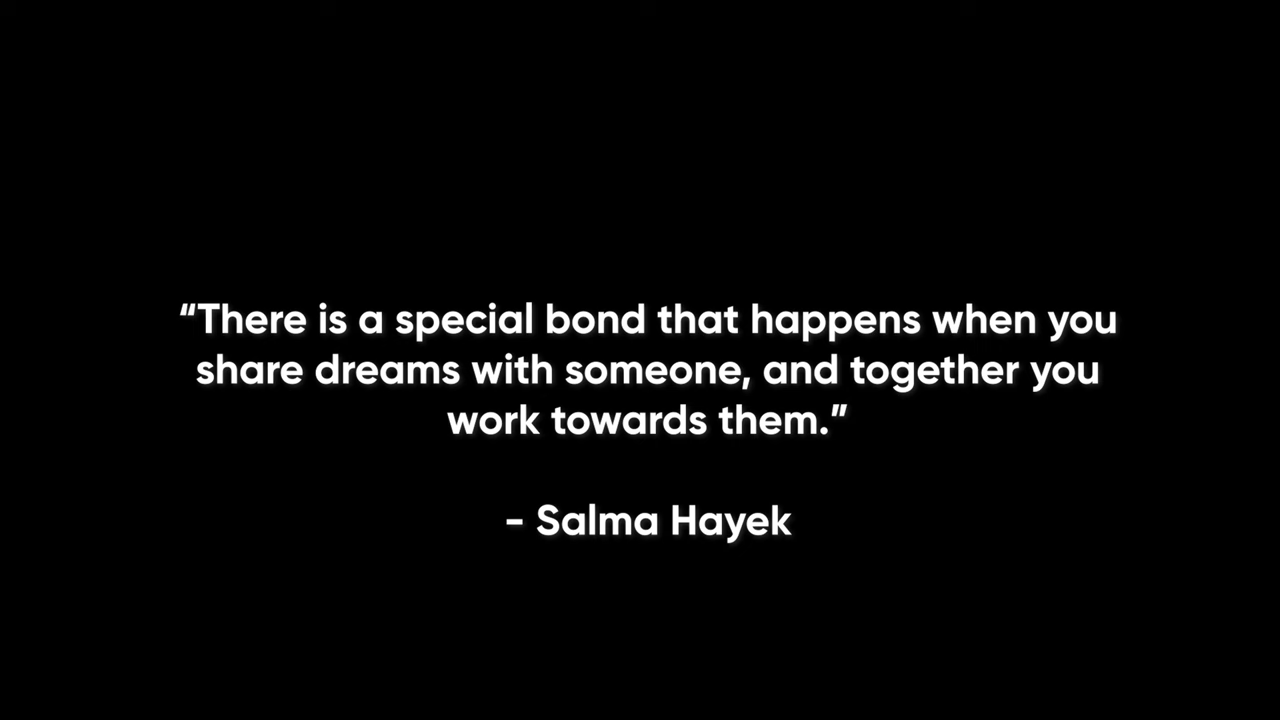 “There is a special bond that happens when you
share dreams with someone, and together you
work towards them.”
- Salma Hayek